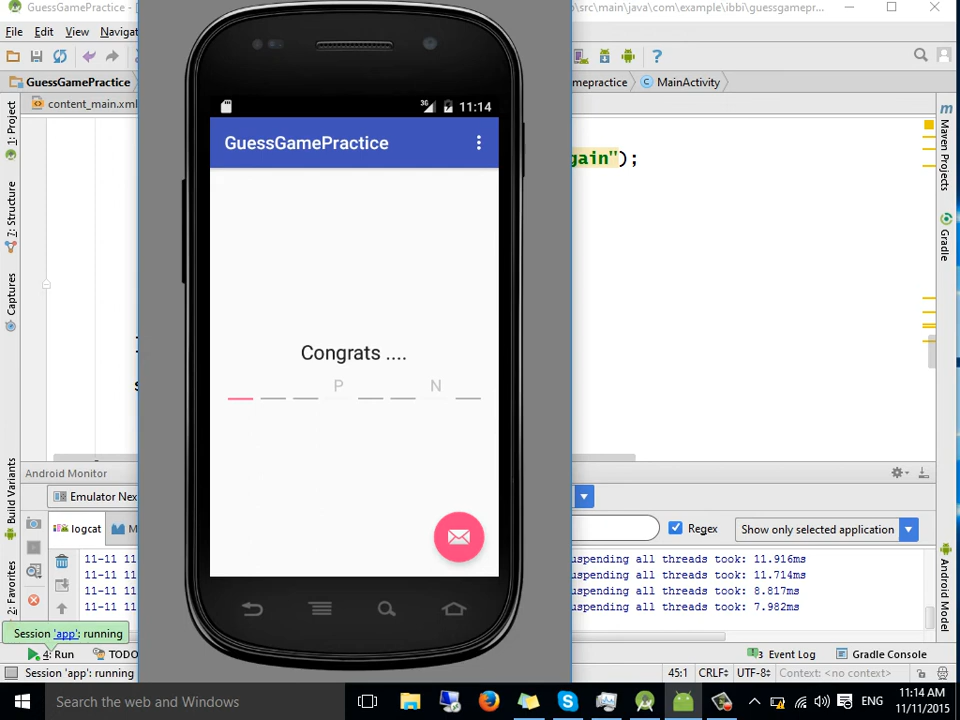 GuessGamePractice - [
\src\main\java\com\example\ibbi\guessgamepr...
File Edit View Navigat
GuessGamePractice
mepractice MainActivity
content_main.xml
3G 11:14
GuessGamePractice
gain");
Congrats ....
P N
1: Project
7: Structure
Captures
Build Variants
2: Favorites
Maven Projects
Gradle
Android Model
Android Monitor
Emulator Nex
logcat M
Regex
Show only selected application
11-11 11 uspending all threads took: 11.916ms
11-11 11 uspending all threads took: 11.714ms
11-11 11 uspending all threads took: 8.817ms
11-11 11 uspending all threads took: 7.982ms
Session 'app': running
4: Run TODO Event Log Gradle Console
Session 'app': running 45:1 CRLF÷ UTF-8÷ Context: <no context>
Search the web and Windows
ENG
11:14 AM
11/11/2015